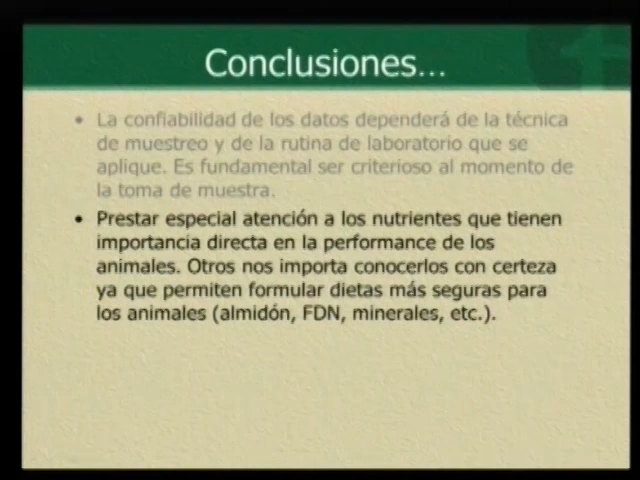 Conclusiones...
• La confiabilidad de los datos dependerá de la técnica
de muestreo y de la rutina de laboratorio que se
aplique. Es fundamental ser criterioso al momento de
la toma de muestra.
• Prestar especial atención a los nutrientes que tienen
importancia directa en la performance de los
animales. Otros nos importa conocerlos con certeza
ya que permiten formular dietas más seguras para
los animales (almidón, FDN, minerales, etc.).